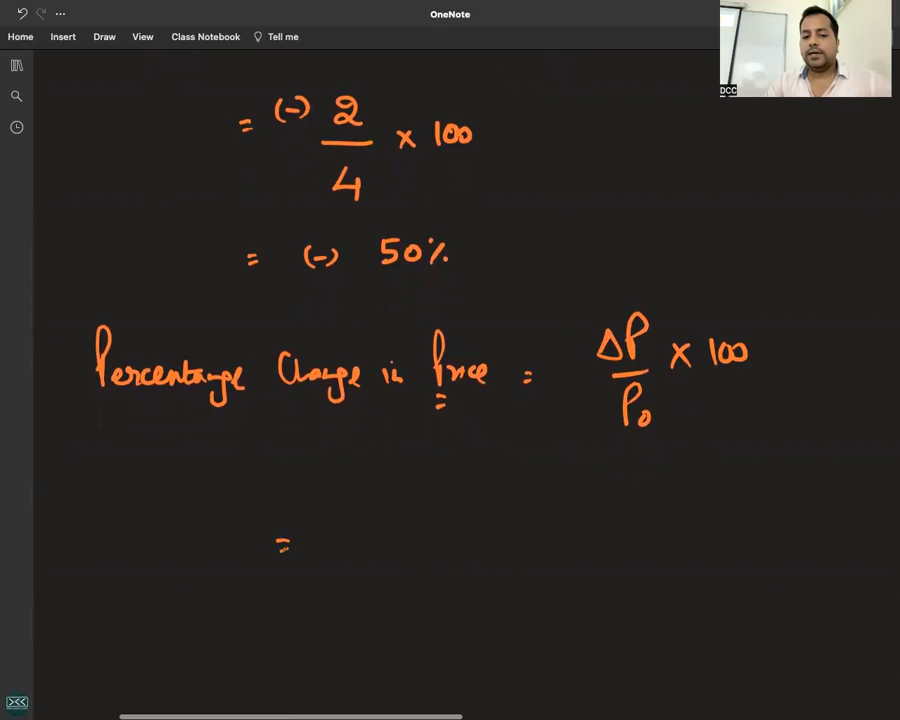 OneNote
Home Insert Draw View Class Notebook Tell me
DCC
= (-) 2/4 × 100
= (-) 50%
Percentange Change in Price = ΔP/P0 × 100
=